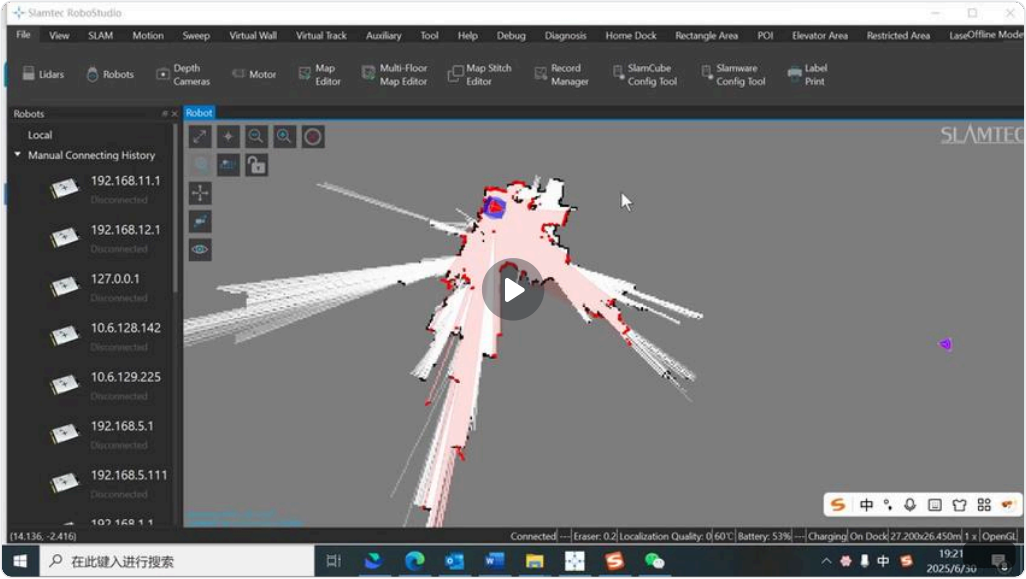 Slamtec RoboStudio
File View SLAM Motion Sweep Virtual Wall Virtual Track Auxiliary Tool Help Debug Diagnosis Home Dock Rectangle Area POI Elevator Area Restricted Area Lase Offline Mode
Lidars Robots Depth Cameras Motor Map Editor Multi-Floor Map Editor Map Stitch Editor Record Manager SlamCube Config Tool Slamware Config Tool Label Print
Robots
Robot
Local
SLAMTEC
Manual Connecting History
192.168.11.1
Disconnected
192.168.12.1
Disconnected
127.0.0.1
Disconnected
10.6.128.142
Disconnected
10.6.129.225
Disconnected
192.168.5.1
Disconnected
192.168.5.111
Disconnected
192.168.1.1
中
(14.136, -2.416)
Connected --- Eraser: 0.2 Localization Quality: 0 60℃ Battery: 53% --- Charging On Dock 27.200x26.450m 1 x OpenGL
在此键入进行搜索
中
19:21
2025/6/30